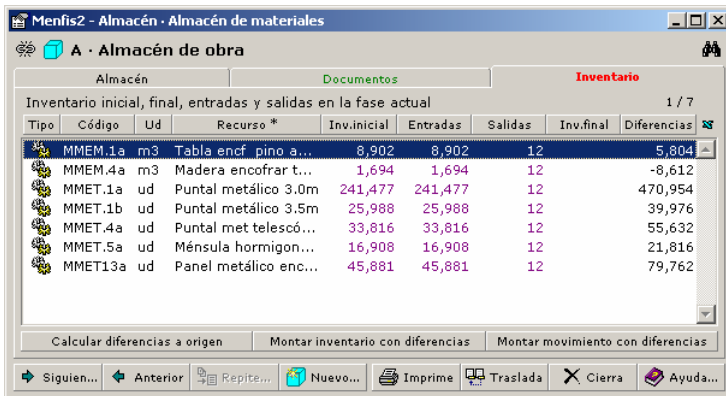 Menfis2 - Almacén · Almacén de materiales
A · Almacén de obra
Almacén Documentos Inventario
Inventario inicial, final, entradas y salidas en la fase actual 1 / 7
Tipo Código Ud Recurso * Inv.inicial Entradas Salidas Inv.final Diferencias
MMEM.1a m3 Tabla encf pino a... 8,902 8,902 12 5,804
MMEM.4a m3 Madera encofrar t... 1,694 1,694 12 -8,612
MMET.1a ud Puntal metálico 3.0m 241,477 241,477 12 470,954
MMET.1b ud Puntal metálico 3.5m 25,988 25,988 12 39,976
MMET.4a ud Puntal met telescó... 33,816 33,816 12 55,632
MMET.5a ud Ménsula hormigon... 16,908 16,908 12 21,816
MMET13a ud Panel metálico enc... 45,881 45,881 12 79,762
Calcular diferencias a origen Montar inventario con diferencias Montar movimiento con diferencias
Siguien... Anterior Repite... Nuevo... Imprime Traslada Cierra Ayuda...